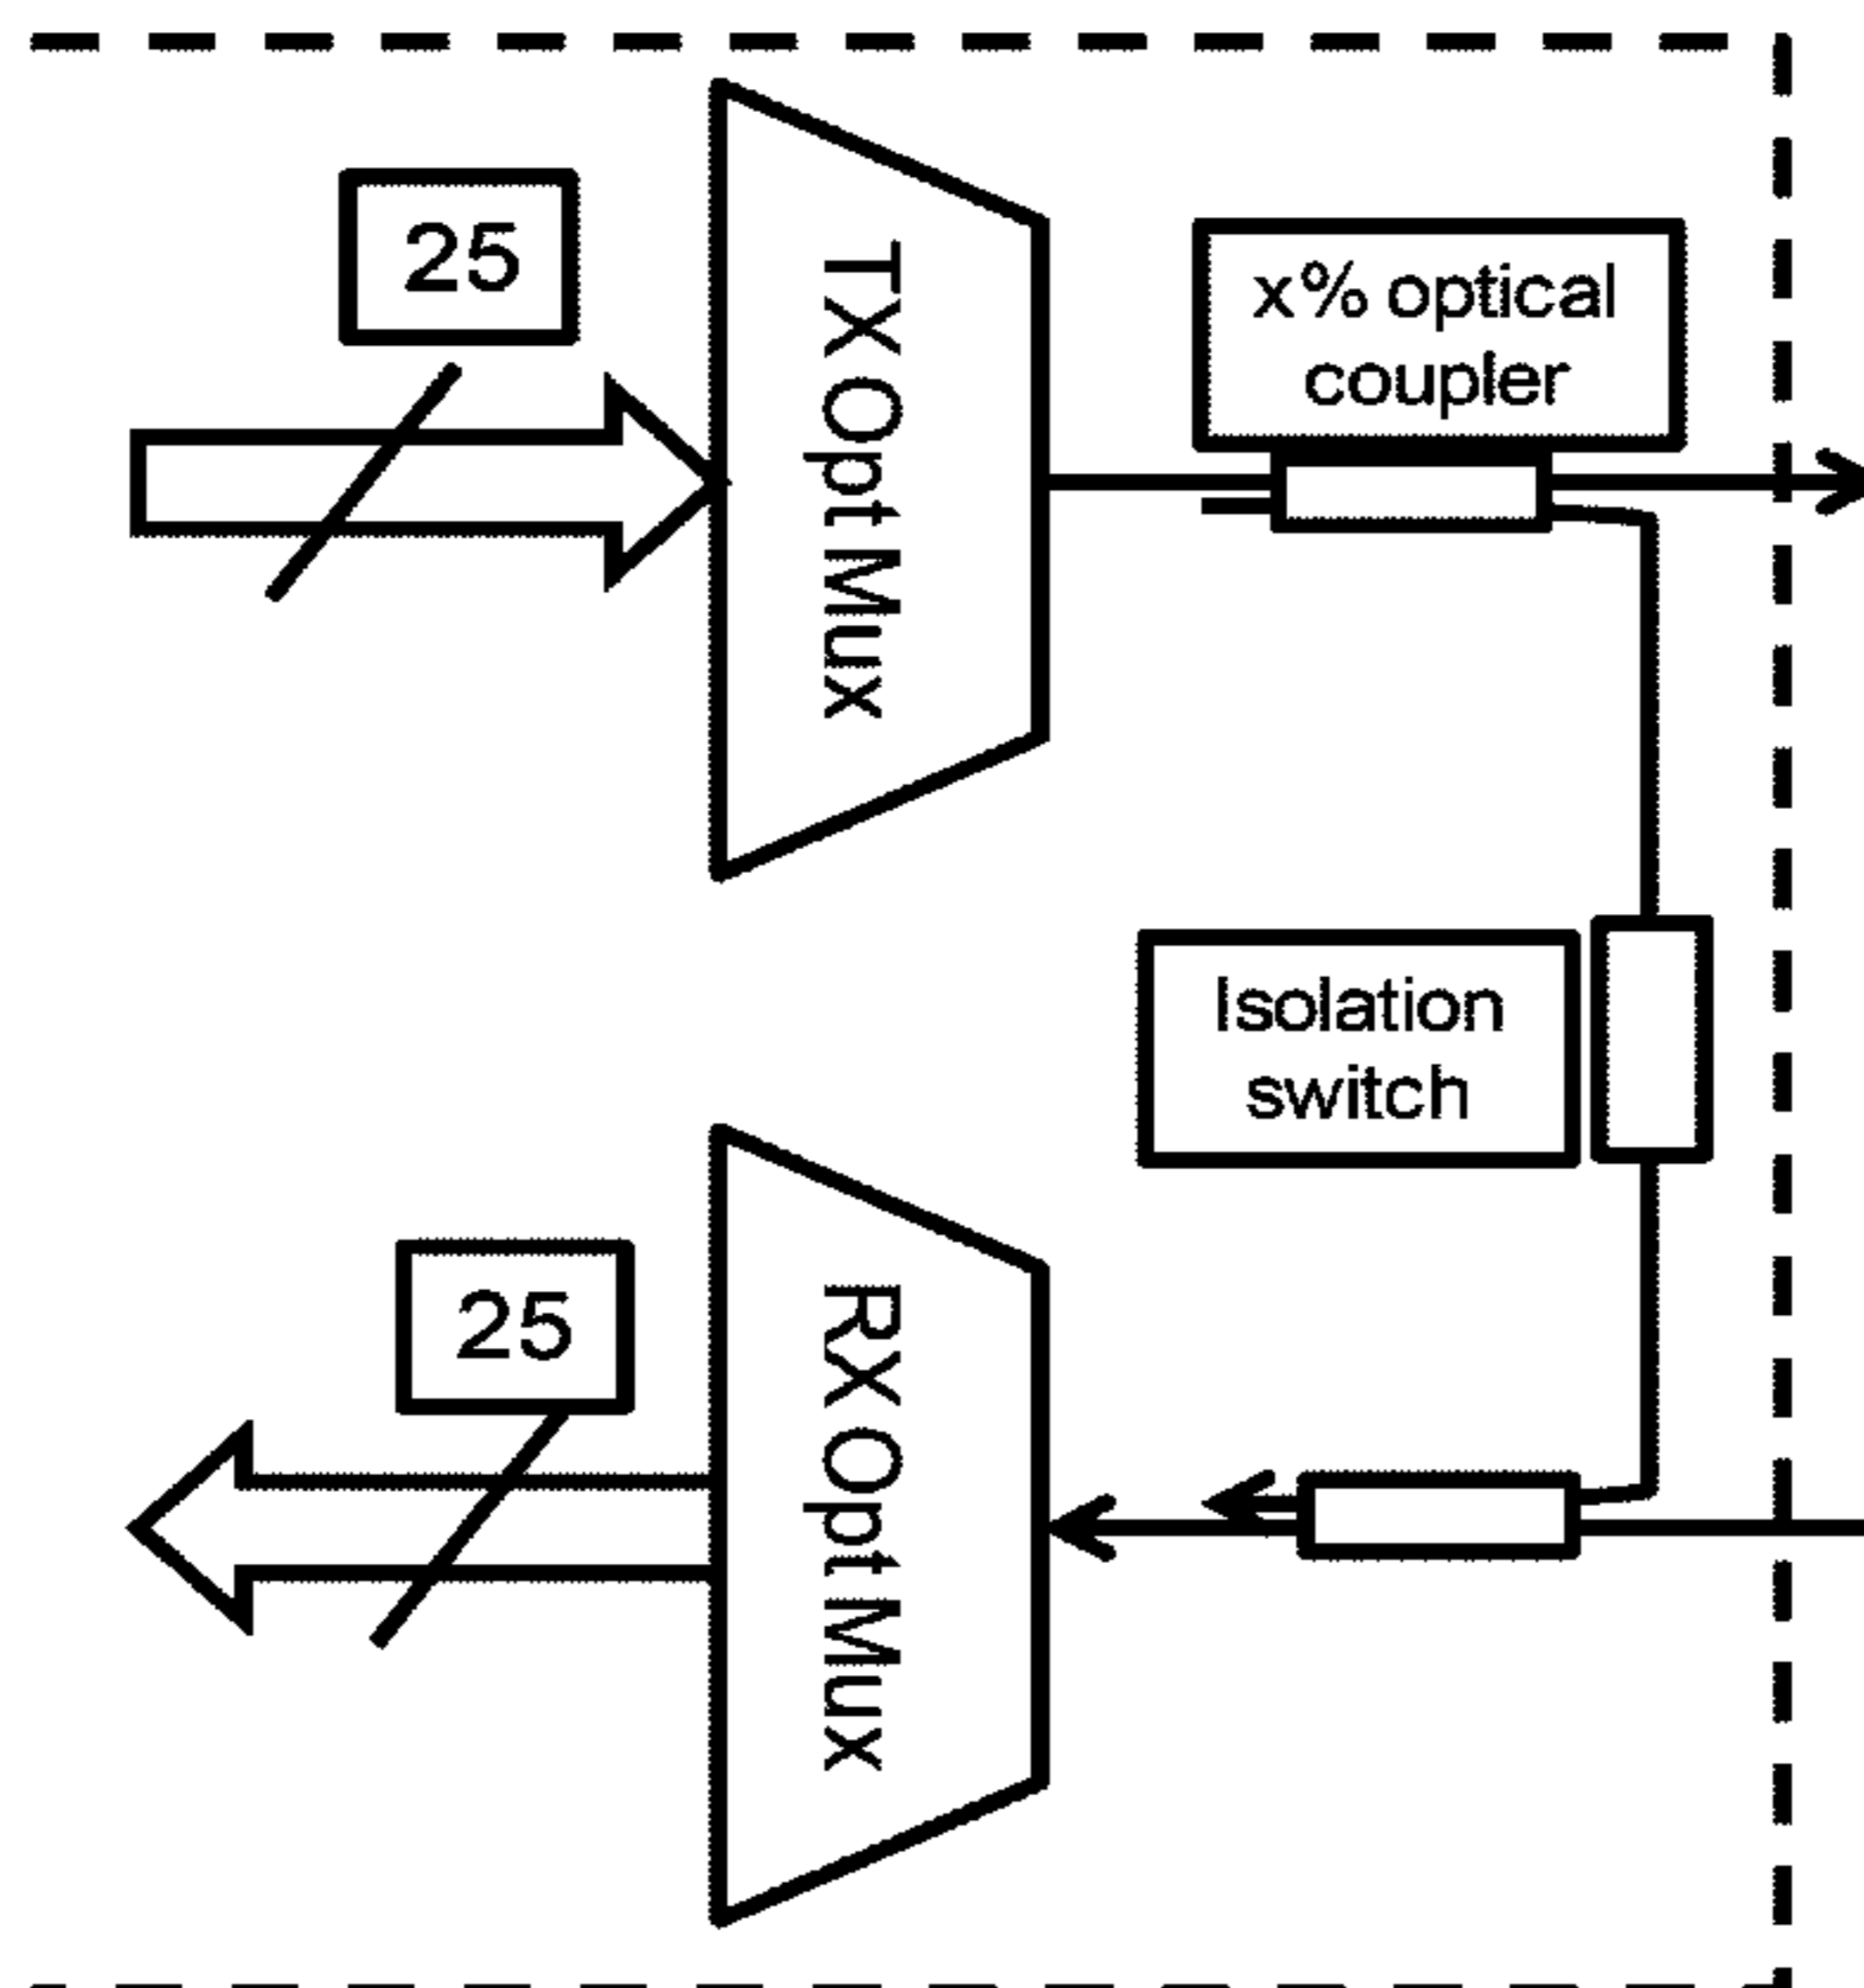 25
TX Opt Mux
x% optical
coupler
Isolation
switch
25
RX Opt Mux